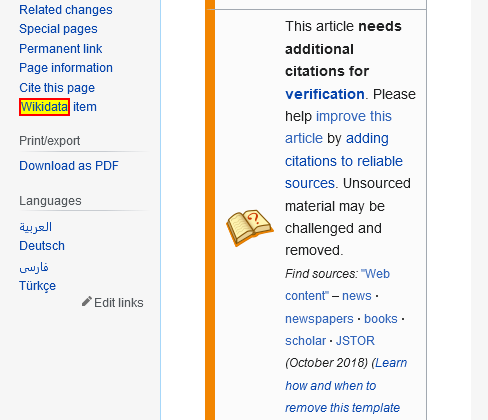 Related changes
Special pages
Permanent link
Page information
Cite this page
Wikidata item
Print/export
Download as PDF
Languages
العربية
Deutsch
فارسی
Türkçe
Edit links
This article needs
additional
citations for
verification. Please
help improve this
article by adding
citations to reliable
sources. Unsourced
material may be
challenged and
removed.
Find sources: "Web
content" – news ·
newspapers · books ·
scholar · JSTOR
(October 2018) (Learn
how and when to
remove this template